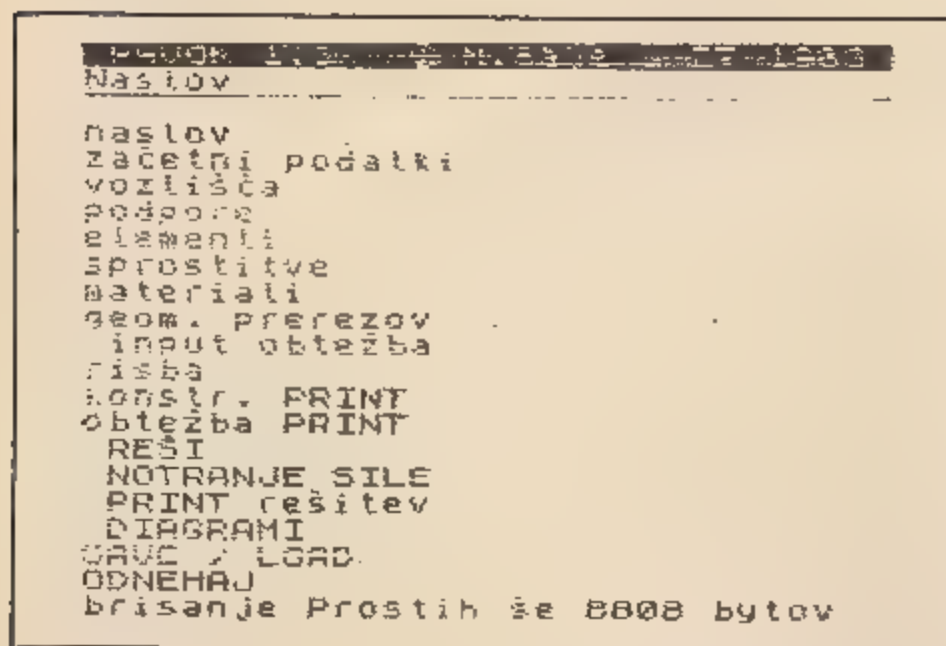 Naslov
naslov
začetni podatki
vozlišča
podpore
elementi
sprostitve
materiali
geom. prerezov
input obtežba
risba
konstr. PRINT
obtežba PRINT
REŠI
NOTRANJE SILE
PRINT rešitev
DIAGRAMI
SAVE / LOAD
ODNEHAJ
brisanje Prostih še 8808 bytov